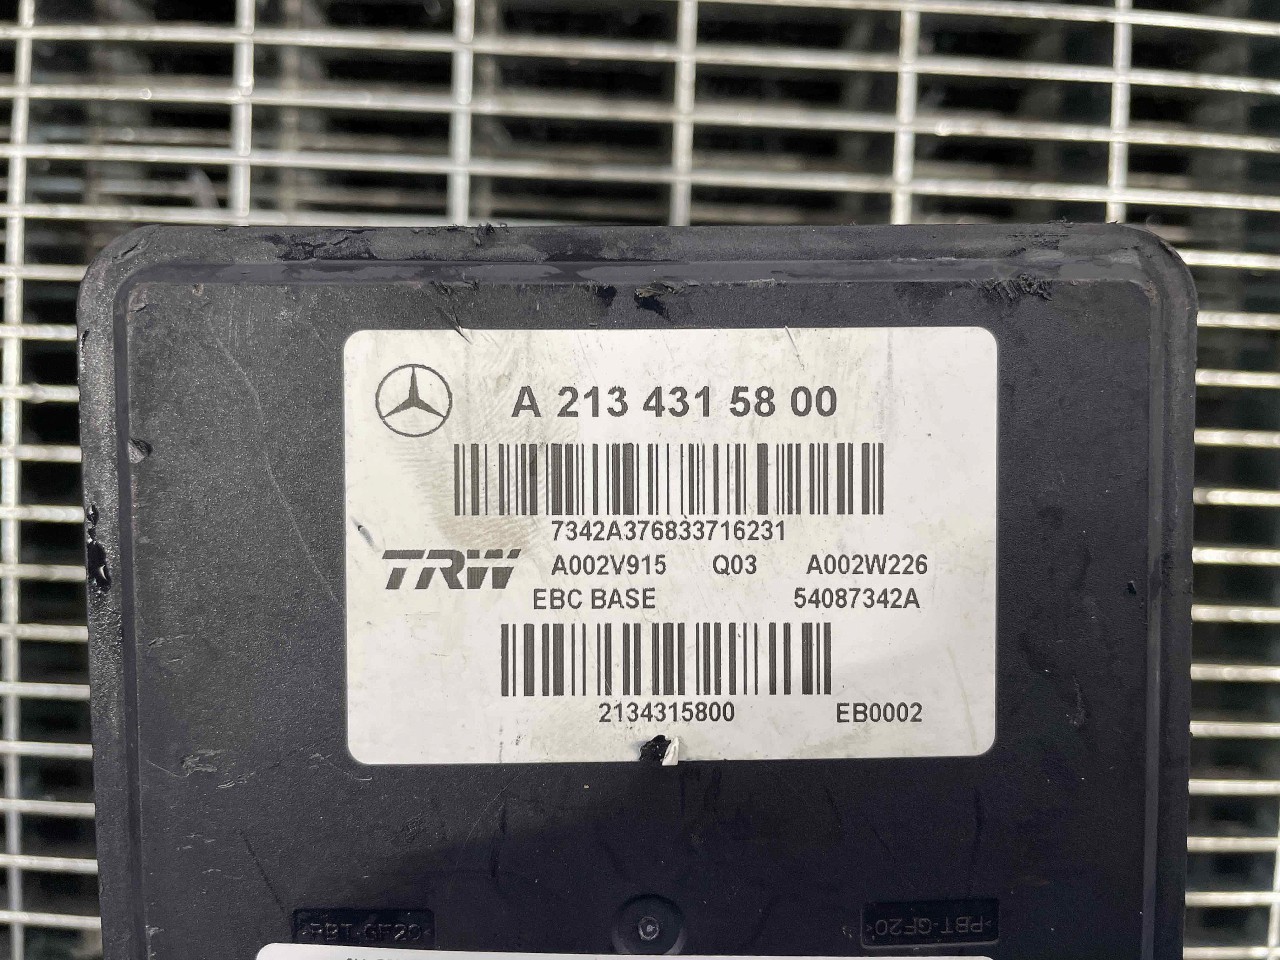 A 213 431 58 00
7342A376833716231
TRW A002V915 Q03 A002W226
EBC BASE 54087342A
2134315800 EB0002
>PBT-GF20<
>PBT-GF20<